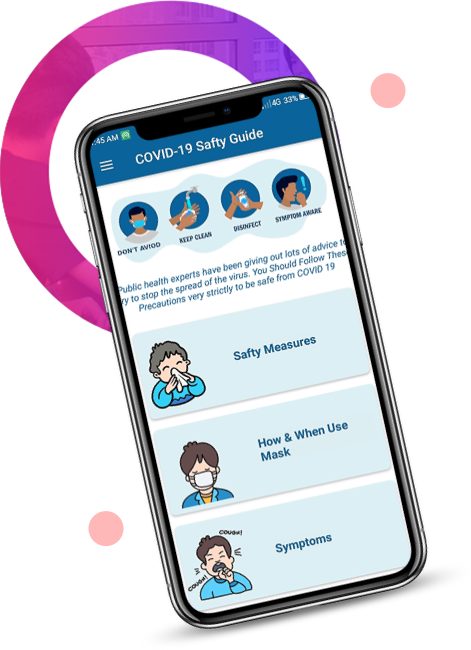 :45 AM 4G 33%
COVID-19 Safty Guide
DON'T AVIOD KEEP CLEAN DISINFECT SYMPTOM AWARE
Public health experts have been giving out lots of advice to
ry to stop the spread of the virus. You Should Follow Thes
Precautions very strictly to be safe from COVID 19
Safty Measures
How & When Use
Mask
COUGH!
Symptoms
COUGH!